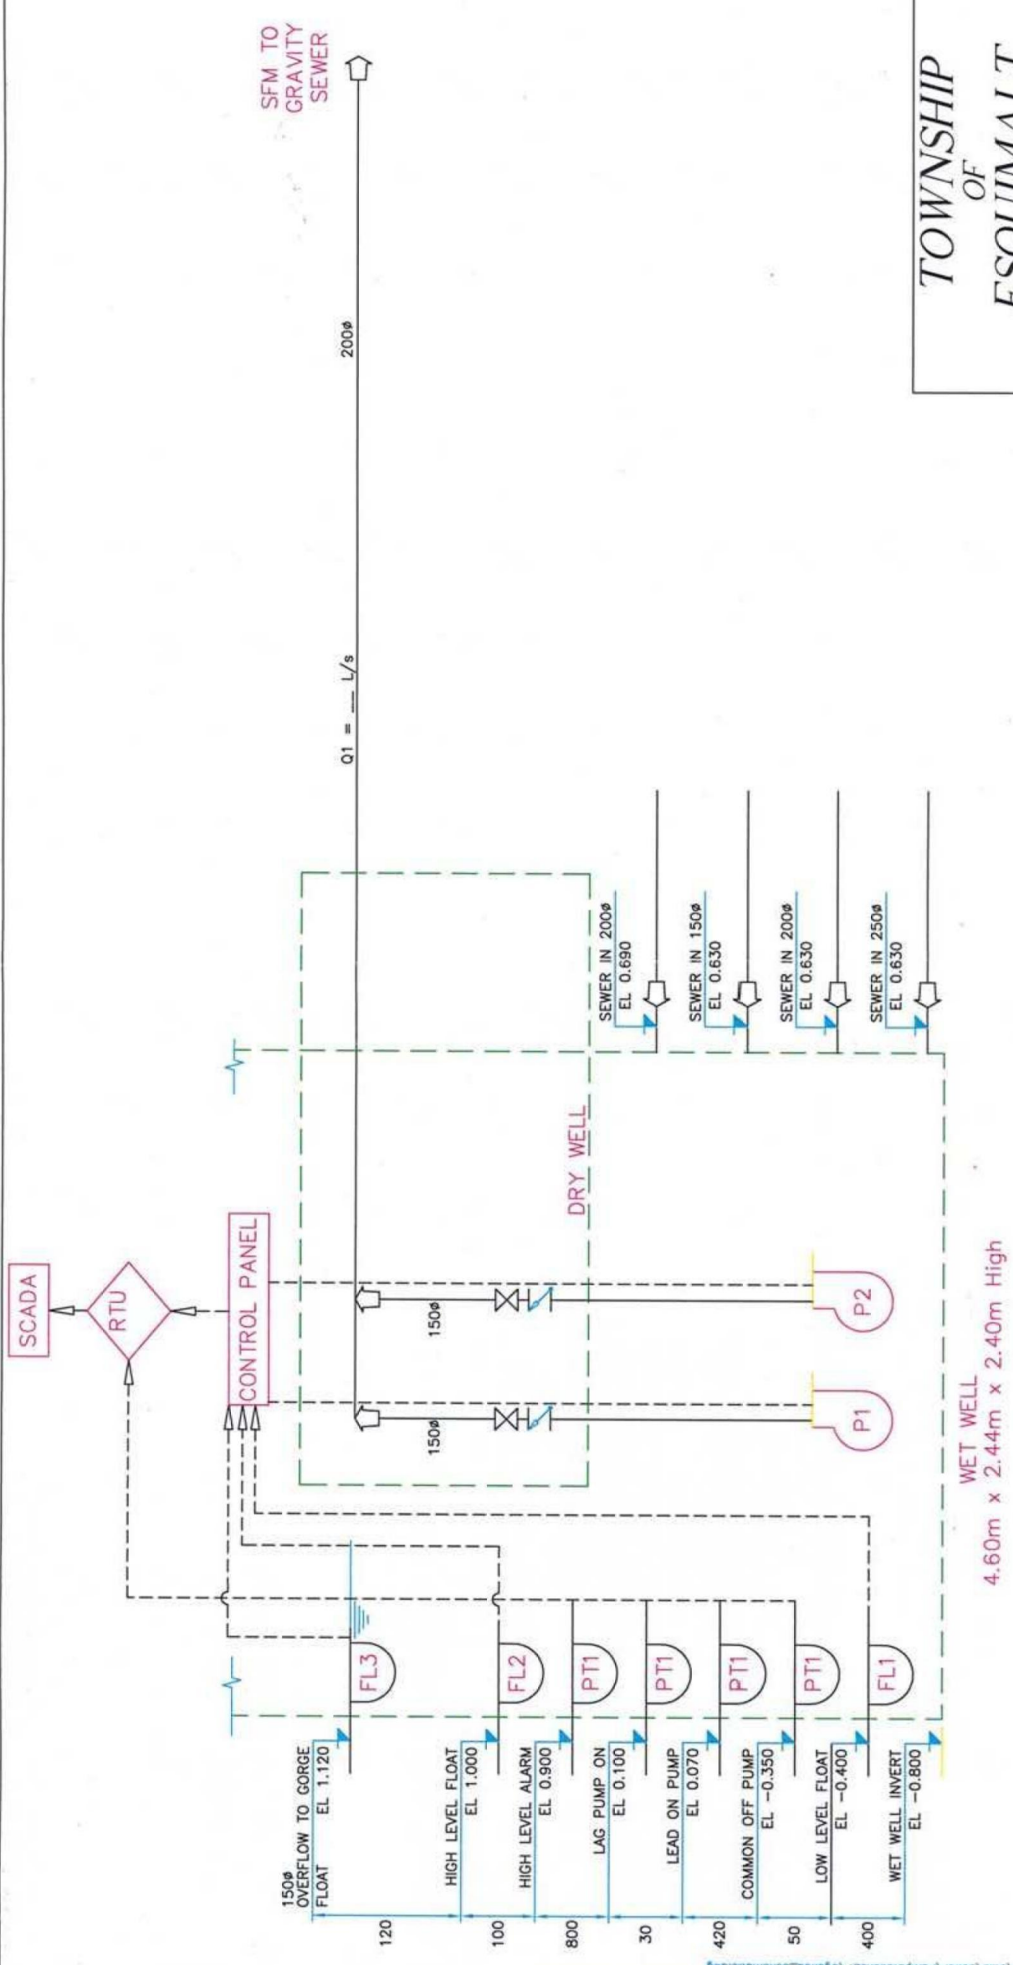 SCADA
RTU
CONTROL PANEL
SFM TO
GRAVITY
SEWER
200ø
Q1 = __ L/s
150ø
150ø
DRY WELL
P1
P2
SEWER IN 200ø
EL 0.690
SEWER IN 150ø
EL 0.630
SEWER IN 200ø
EL 0.630
SEWER IN 250ø
EL 0.630
150ø
OVERFLOW TO GORGE
FLOAT EL 1.120
HIGH LEVEL FLOAT
EL 1.000
HIGH LEVEL ALARM
EL 0.900
LAG PUMP ON
EL 0.100
LEAD ON PUMP
EL 0.070
COMMON OFF PUMP
EL -0.350
LOW LEVEL FLOAT
EL -0.400
WET WELL INVERT
EL -0.800
120
100
800
30
420
50
400
FL3
FL2
PT1
PT1
PT1
PT1
FL1
WET WELL
4.60m x 2.44m x 2.40m High
TOWNSHIP
OF
ESQUIMALT